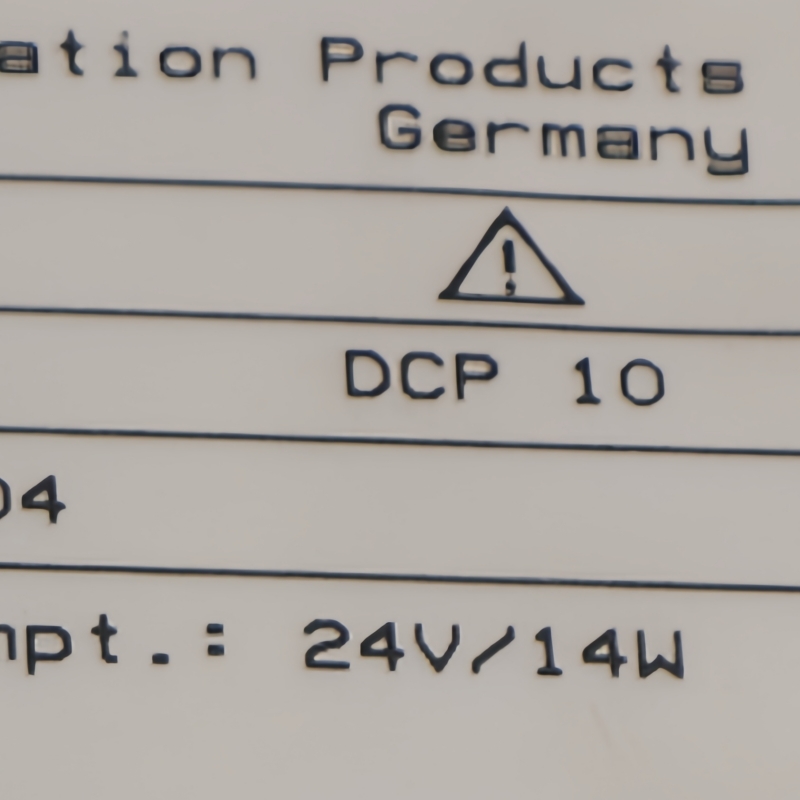 ation Products
Germany
DCP 10
04
mpt.: 24V/14W